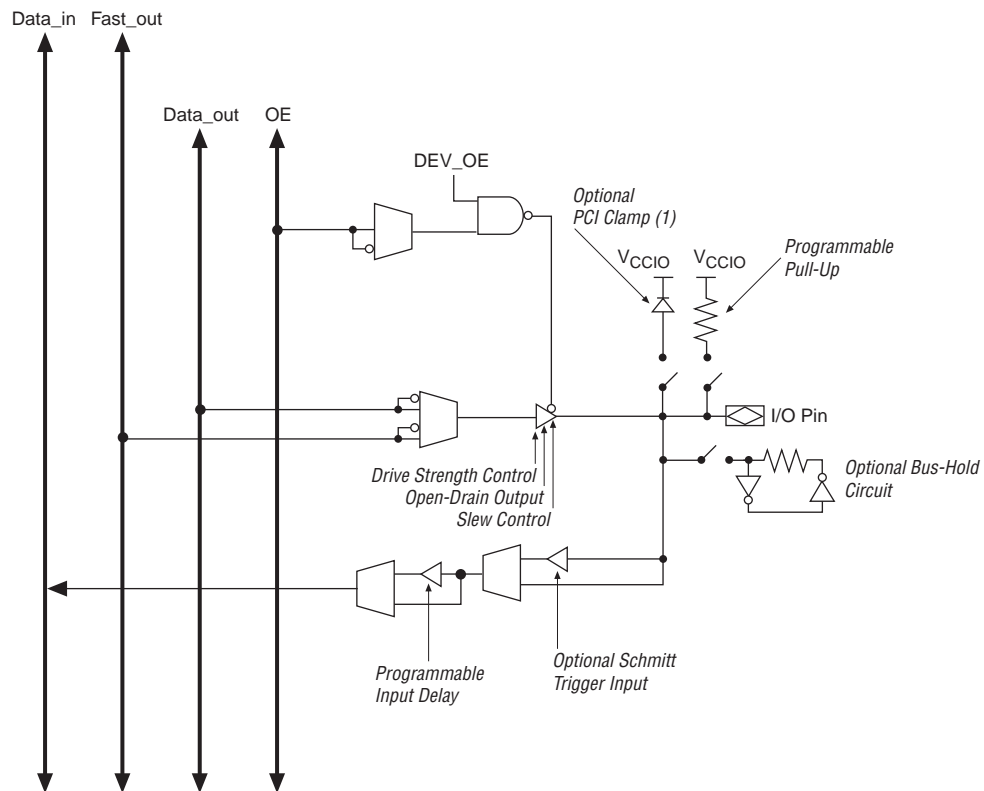 Data_in Fast_out
Data_out OE
DEV_OE
Optional
PCI Clamp (1)
VCCIO VCCIO
Programmable
Pull-Up
I/O Pin
Drive Strength Control
Open-Drain Output
Slew Control
Optional Bus-Hold
Circuit
Programmable
Input Delay
Optional Schmitt
Trigger Input